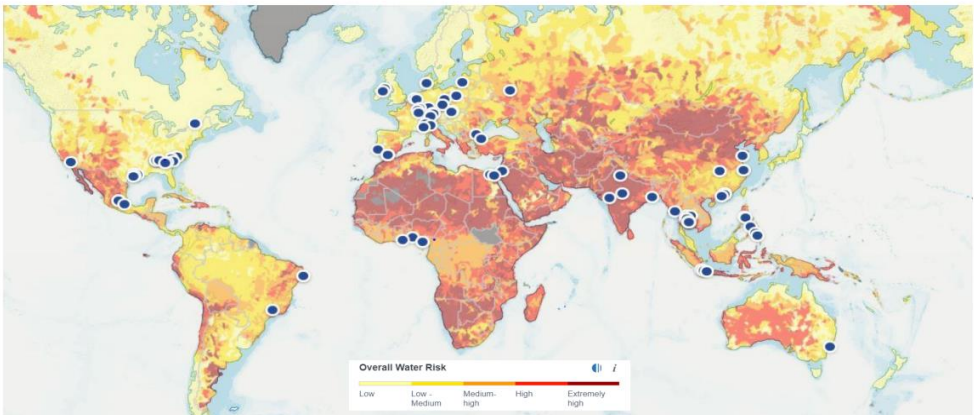 Overall Water Risk
i
Low
Low -
Medium
Medium-
high
High
Extremely
high